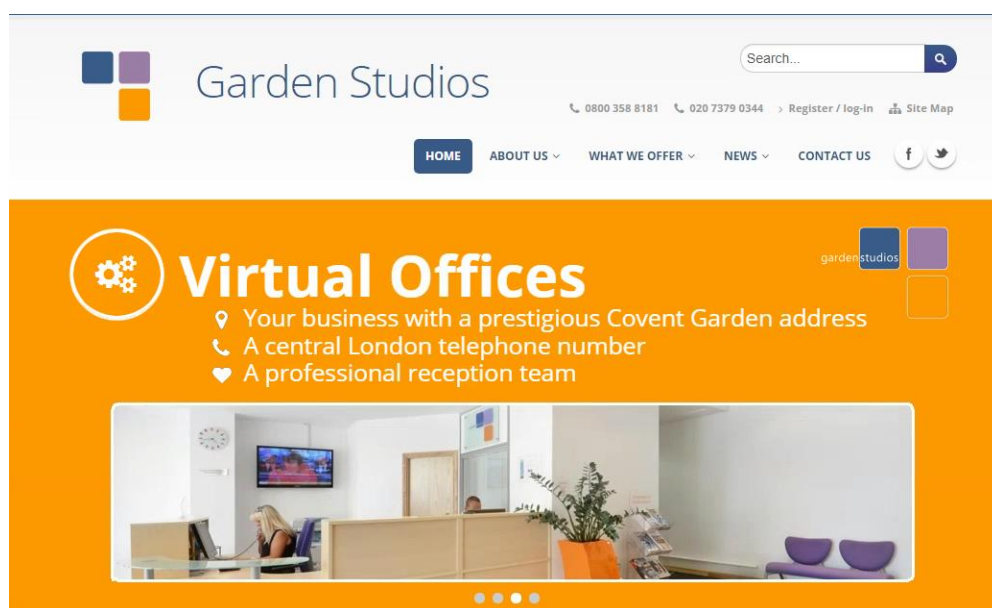 Garden Studios
Search...
0800 358 8181 020 7379 0344 Register / log-in Site Map
HOME ABOUT US WHAT WE OFFER NEWS CONTACT US
gardenstudios
Virtual Offices
Your business with a prestigious Covent Garden address
A central London telephone number
A professional reception team